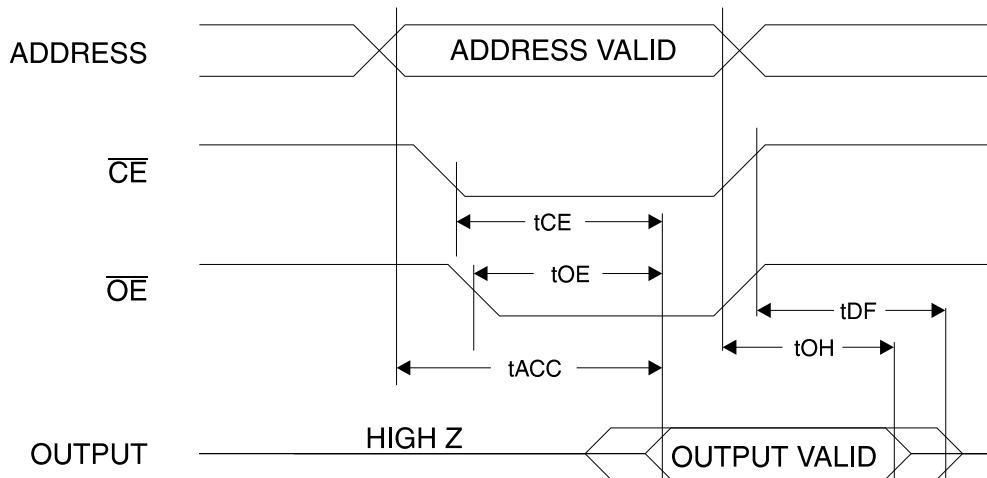 ADDRESS
ADDRESS VALID
CE
tCE
OE
tOE
tDF
tOH
tACC
HIGH Z
OUTPUT
OUTPUT VALID